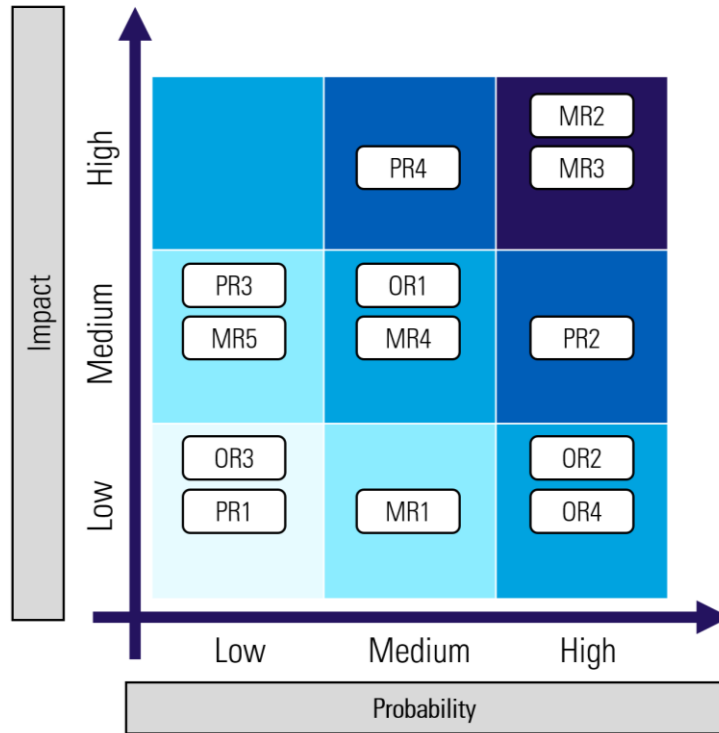 Impact
High
Medium
Low
MR2
PR4
MR3
PR3
OR1
MR5
MR4
PR2
OR3
OR2
PR1
MR1
OR4
Low
Medium
High
Probability